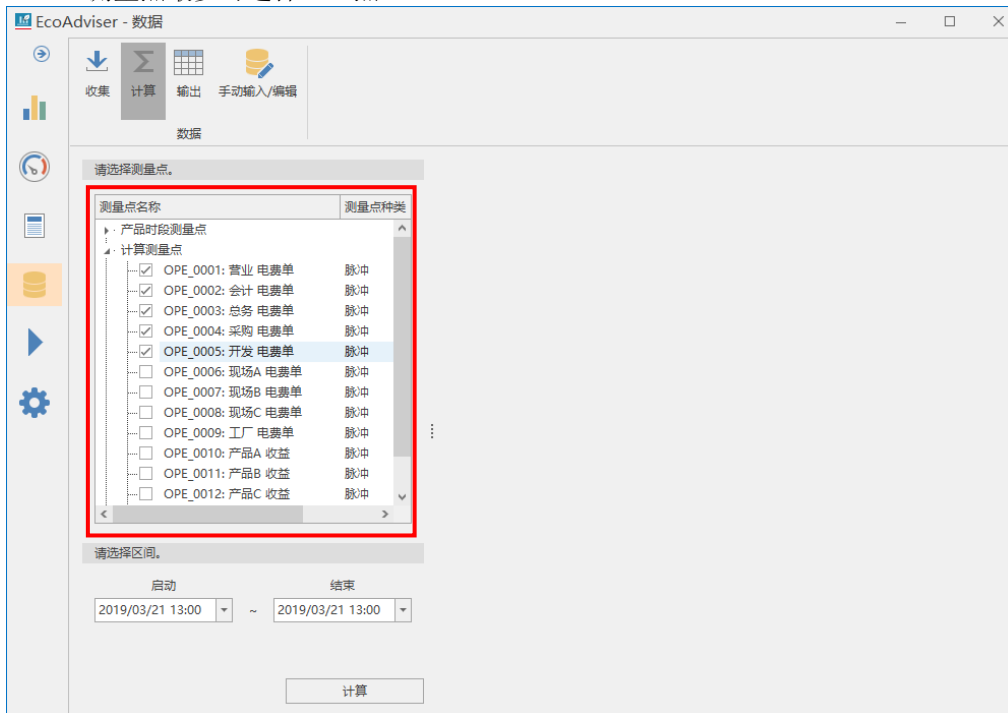 EcoAdviser - 数据
收集 计算 输出 手动输入/编辑
数据
请选择测量点。
测量点名称 测量点种类
产品时段测量点
计算测量点
OPE_0001: 营业 电费单 脉冲
OPE_0002: 会计 电费单 脉冲
OPE_0003: 总务 电费单 脉冲
OPE_0004: 采购 电费单 脉冲
OPE_0005: 开发 电费单 脉冲
OPE_0006: 现场A 电费单 脉冲
OPE_0007: 现场B 电费单 脉冲
OPE_0008: 现场C 电费单 脉冲
OPE_0009: 工厂 电费单 脉冲
OPE_0010: 产品A 收益 脉冲
OPE_0011: 产品B 收益 脉冲
OPE_0012: 产品C 收益 脉冲
请选择区间。
启动 结束
2019/03/21 13:00 ~ 2019/03/21 13:00
计算